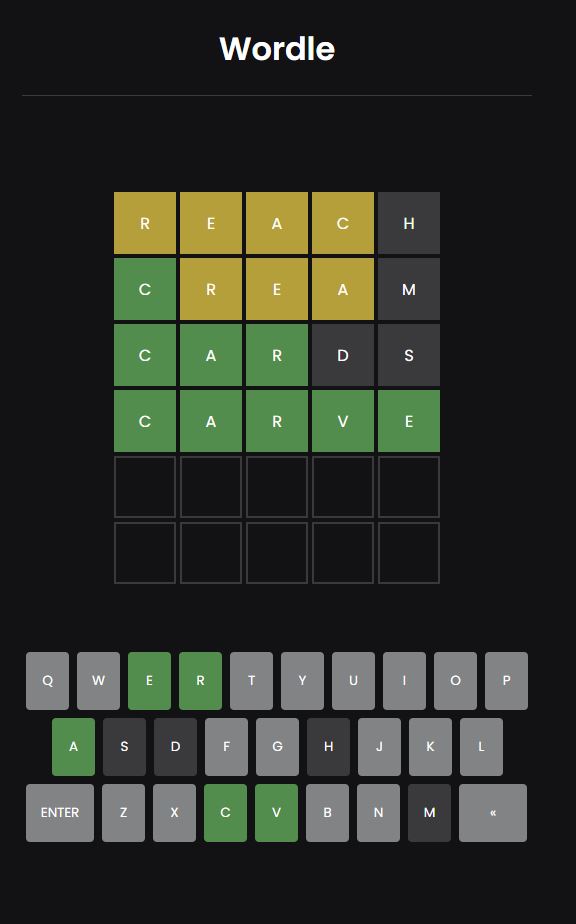 Wordle
R E A C H
C R E A M
C A R D S
C A R V E
Q W E R T Y U I O P
A S D F G H J K L
ENTER Z X C V B N M «